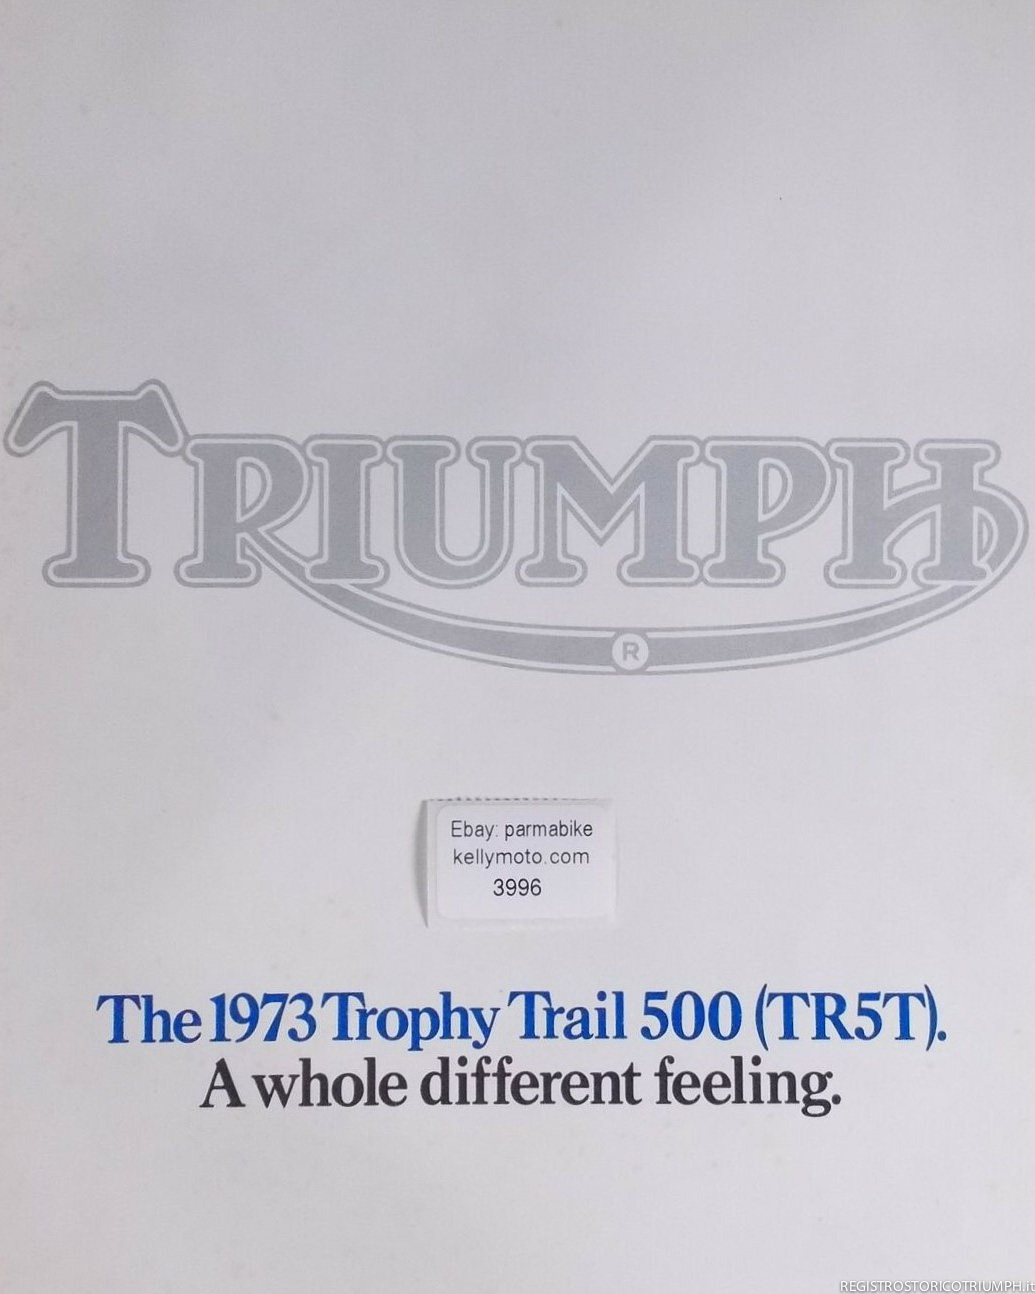 TRIUMPH
R
Ebay: parmabike
kellymoto.com
3996
The 1973 Trophy Trail 500 (TR5T).
A whole different feeling.
REGISTROSTORICOTRIUMPH.it